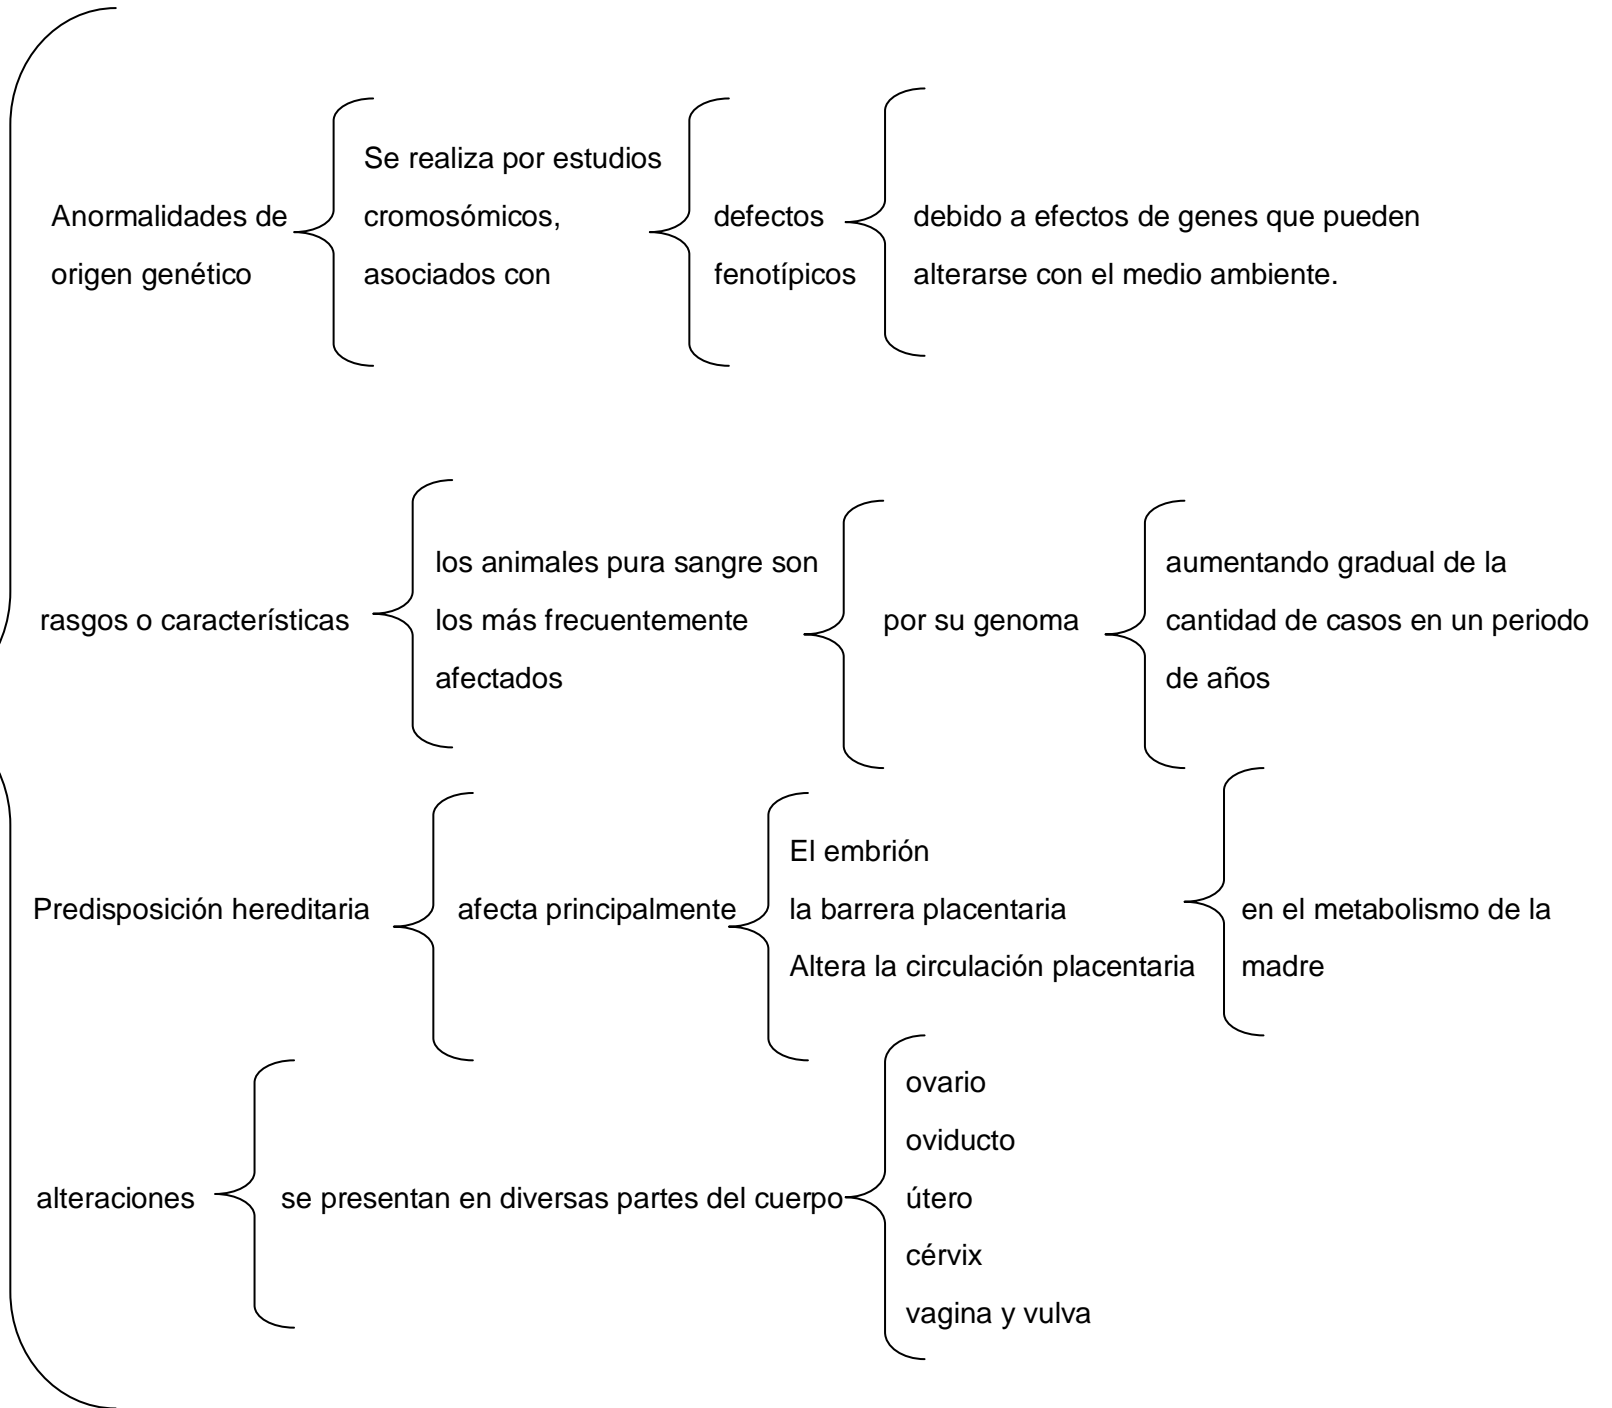 Anormalidades de
origen genético
Se realiza por estudios
cromosómicos,
asociados con
defectos
fenotípicos
debido a efectos de genes que pueden
alterarse con el medio ambiente.
rasgos o características
los animales pura sangre son
los más frecuentemente
afectados
por su genoma
aumentando gradual de la
cantidad de casos en un periodo
de años
Predisposición hereditaria
afecta principalmente
El embrión
la barrera placentaria
Altera la circulación placentaria
en el metabolismo de la
madre
alteraciones
se presentan en diversas partes del cuerpo
ovario
oviducto
útero
cérvix
vagina y vulva